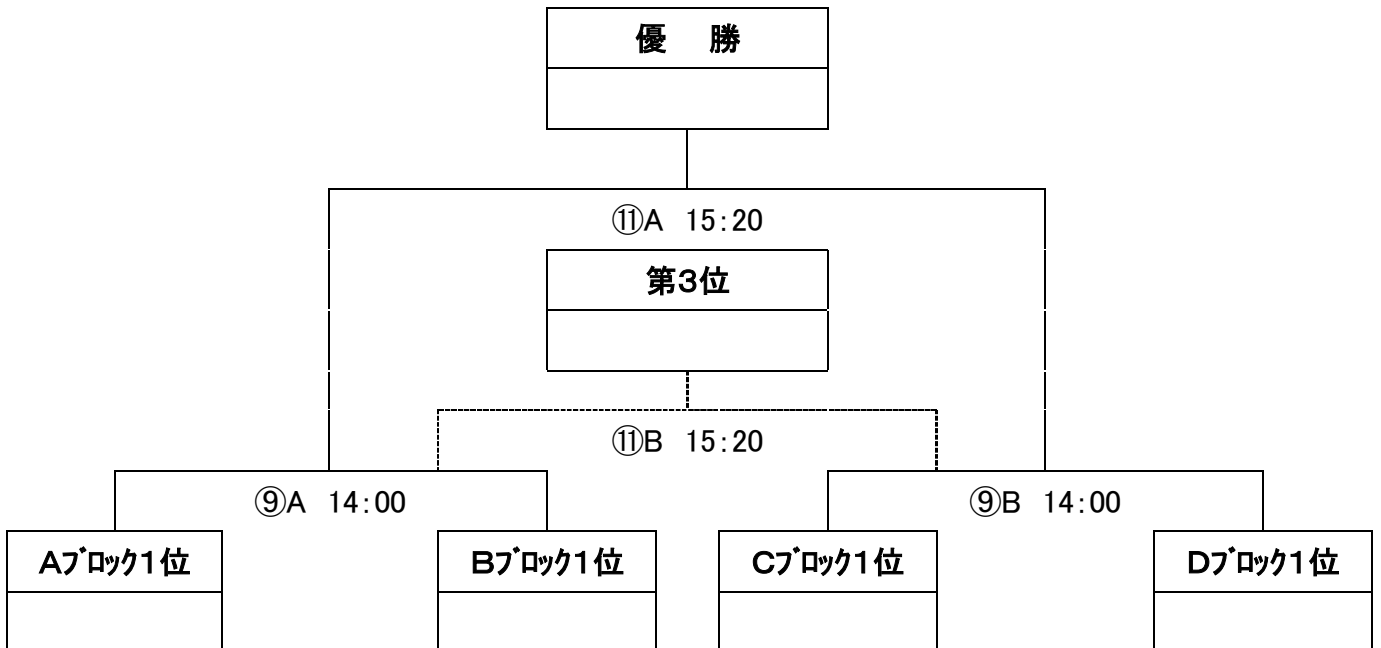 優　勝
⑪A 15:20
第3位
⑪B 15:20
⑨A 14:00
⑨B 14:00
Aﾌﾞﾛｯｸ1位
Bﾌﾞﾛｯｸ1位
Cﾌﾞﾛｯｸ1位
Dﾌﾞﾛｯｸ1位